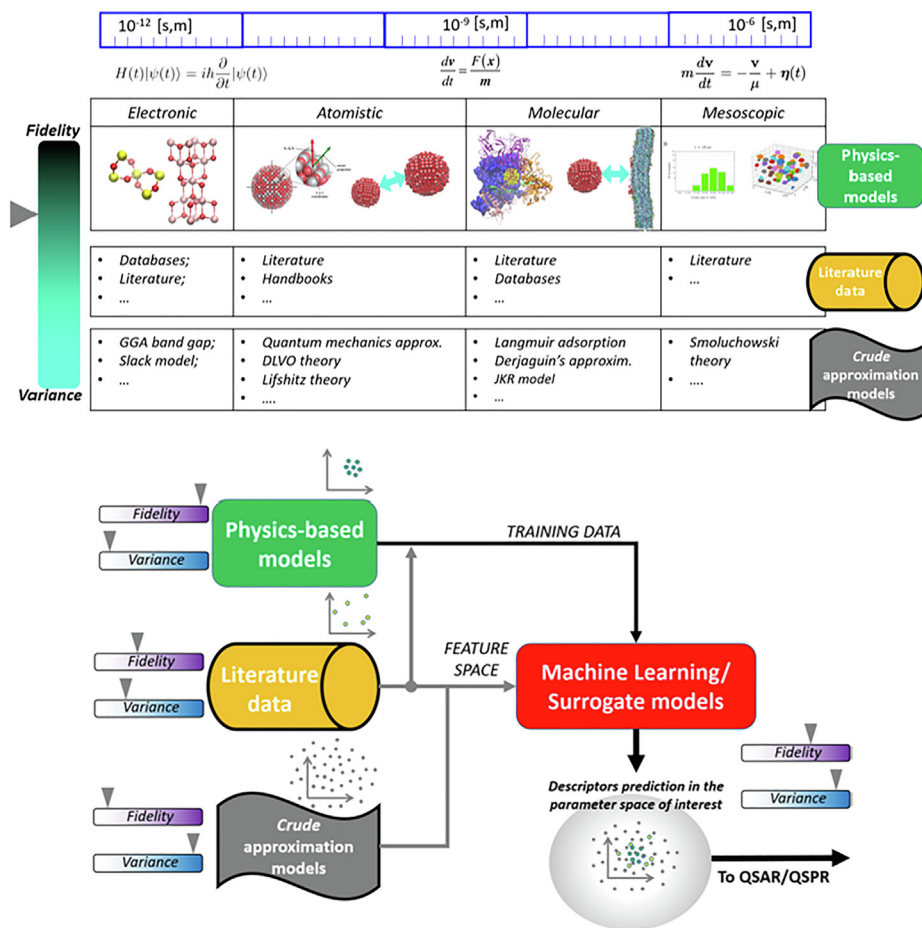 10⁻¹² [s,m]
10⁻⁹ [s,m]
10⁻⁶ [s,m]
H(t)|ψ(t)⟩ = iħ ∂/∂t |ψ(t)⟩
dv/dt = F(x)/m
m dv/dt = −v/μ + η(t)
Fidelity
Electronic
Atomistic
Molecular
Mesoscopic
Physics-
based
models
• Databases;
• Literature;
• ...
• Literature
• Handbooks
• ...
• Literature
• Databases
• ...
• Literature
• ...
Literature
data
• GGA band gap;
• Slack model;
• ...
• Quantum mechanics approx.
• DLVO theory
• Lifshitz theory
• ....
• Langmuir adsorption
• Derjaguin's approxim.
• JKR model
• ...
• Smoluchowski
theory
• ....
Crude
approximation
models
Variance
Fidelity
Variance
Physics-based
models
TRAINING DATA
Fidelity
Variance
Literature
data
FEATURE
SPACE
Machine Learning/
Surrogate models
Fidelity
Variance
Crude
approximation
models
Descriptors prediction in the
parameter space of interest
Fidelity
Variance
To QSAR/QSPR